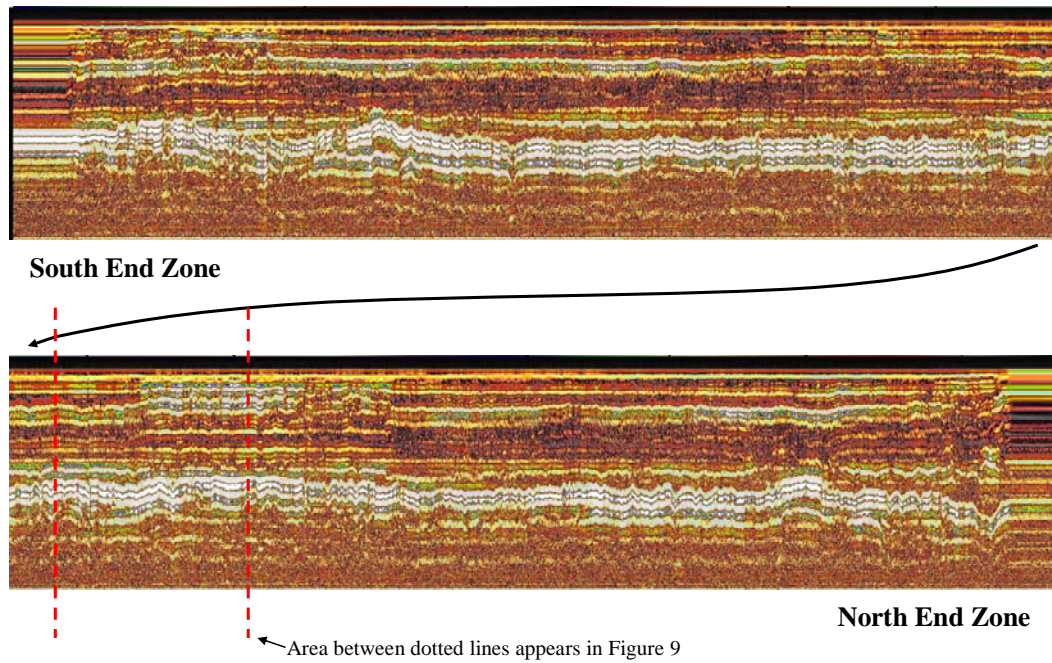 South End Zone
North End Zone
Area between dotted lines appears in Figure 9